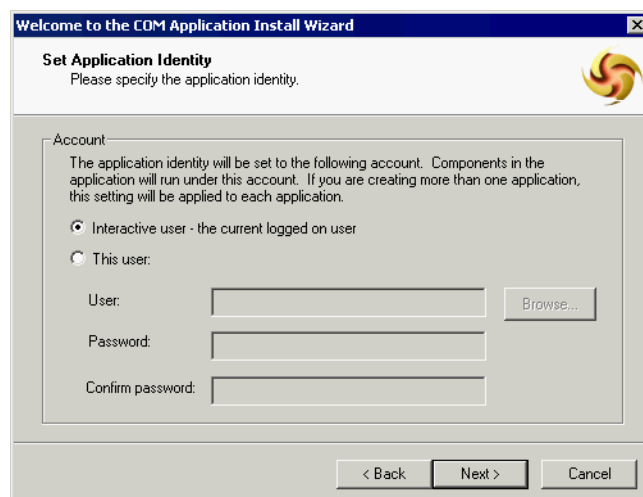 Welcome to the COM Application Install Wizard
Set Application Identity
Please specify the application identity.
Account
The application identity will be set to the following account. Components in the
application will run under this account. If you are creating more than one application,
this setting will be applied to each application.
Interactive user - the current logged on user
This user:
User:
Browse...
Password:
Confirm password:
< Back
Next >
Cancel